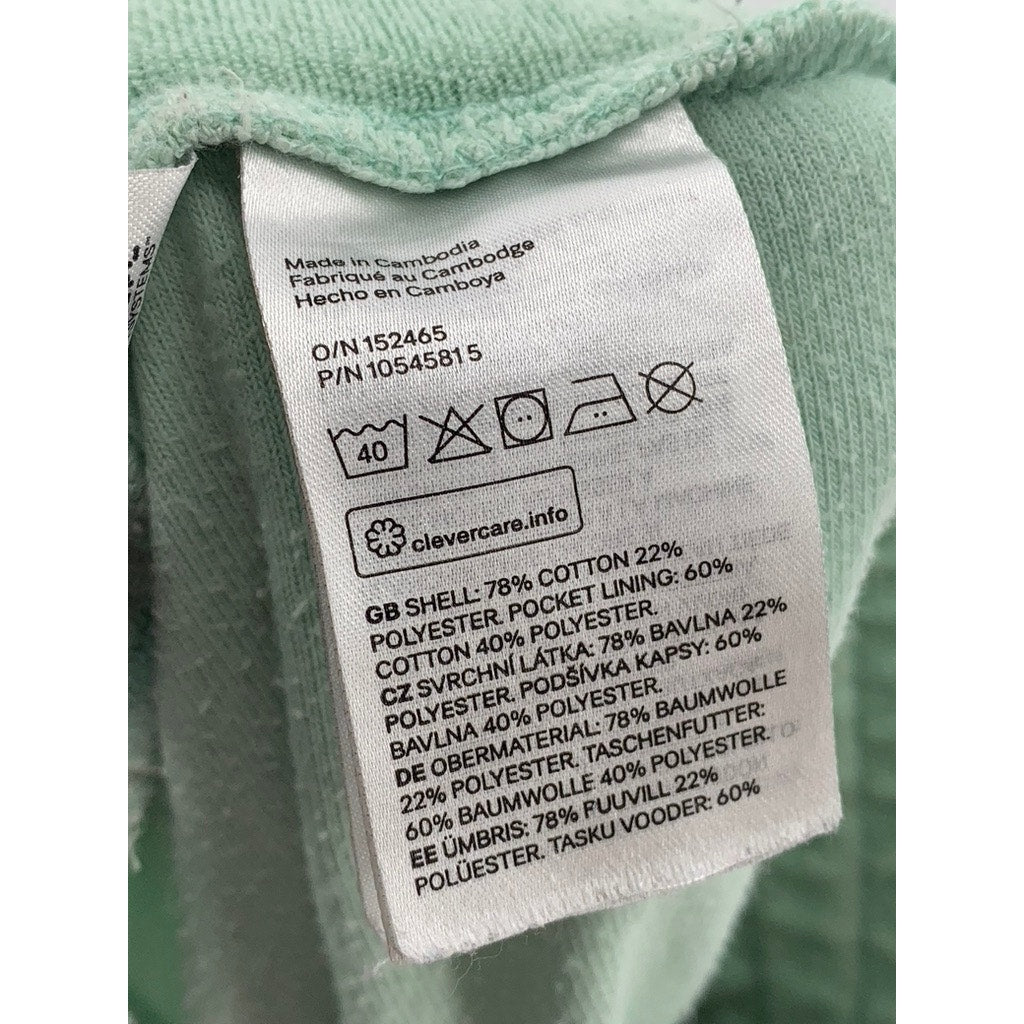 Made in Cambodia
Fabriqué au Cambodge
Hecho en Camboya
O/N 152465
P/N 1054581 5
40
clevercare.info
GB SHELL: 78% COTTON 22%
POLYESTER. POCKET LINING: 60%
COTTON 40% POLYESTER.
CZ SVRCHNÍ LÁTKA: 78% BAVLNA 22%
POLYESTER. PODŠÍVKA KAPSY: 60%
BAVLNA 40% POLYESTER.
DE OBERMATERIAL: 78% BAUMWOLLE
22% POLYESTER. TASCHENFUTTER:
60% BAUMWOLLE 40% POLYESTER.
EE ÜMBRIS: 78% PUUVILL 22%
POLÜESTER. TASKU VOODER: 60%